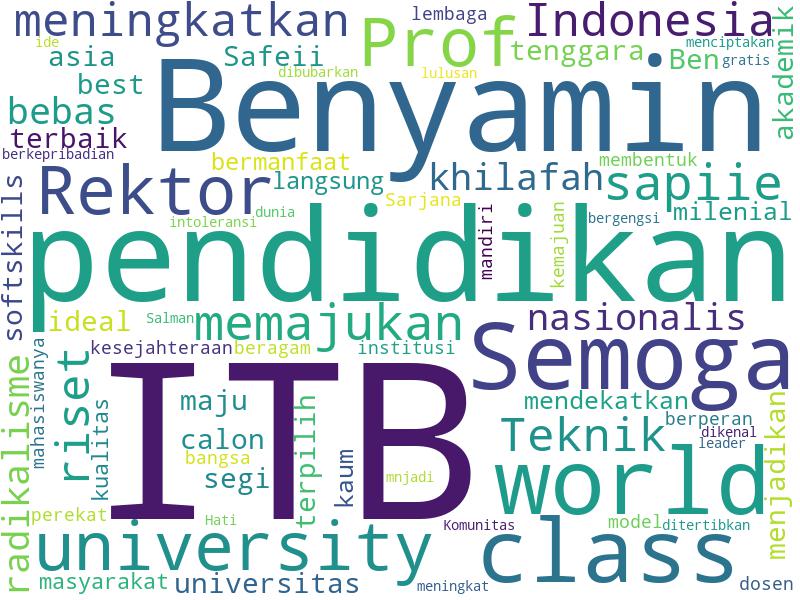 meningkatkan
lembaga
Prof
Indonesia
akademik
ide
asia
Safeii
tenggara
menciptakan
Ben
gratis
dibubarkan
lulusan
best
Benyamin
bebas
terbaik
berkepribadian
bermanfaat
membentuk
Rektor
langsung
khilafah
sapiie
Sarjana
softskills
intoleransi
dunia
mandiri
kemajuan
bergengsi
milenial
pendidikan
ideal
Salman
memajukan
nasionalis
kesejahteraan
beragam
institusi
Semoga
mahasiswanya
radikalisme
riset
kualitas
ITB
maju
calon
bangsa
segi
terpilih
kaum
mnjadi
mendekatkan
berperan
Teknik
dikenal
leader
menjadikan
world
perekat
Hati
Komunitas
model
ditertibkan
university
class
masyarakat
universitas
meningkat
dosen